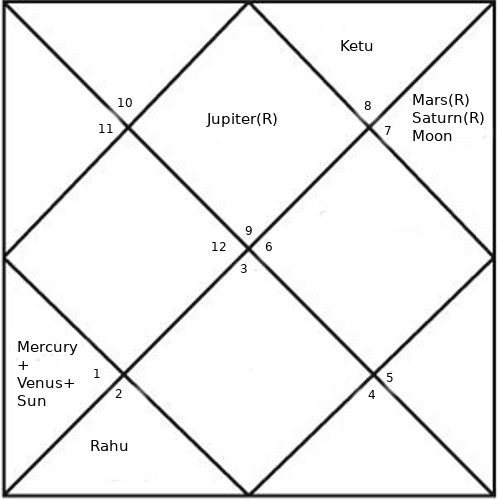 Ketu
10
8
Mars(R)
Jupiter(R)
Saturn(R)
11
7
Moon
9
12
6
3
Mercury
+
1
5
Venus+
2
4
Sun
Rahu